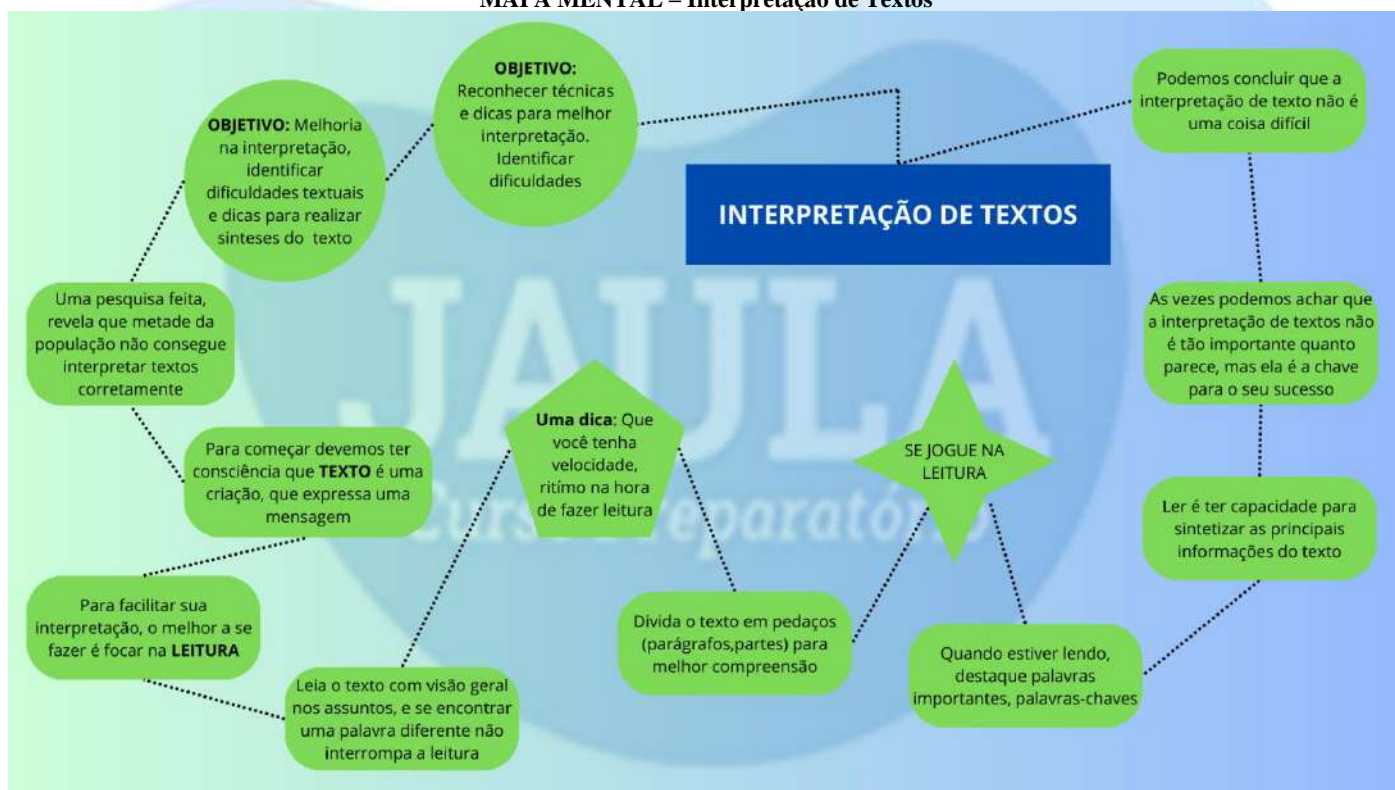 MAPA MENTAL – Interpretação de Textos
INTERPRETAÇÃO DE TEXTOS
OBJETIVO:
Reconhecer técnicas
e dicas para melhor
interpretação.
Identificar
dificuldades
OBJETIVO: Melhoria
na interpretação,
identificar
dificuldades textuais
e dicas para realizar
sinteses do texto
Uma pesquisa feita,
revela que metade da
população não consegue
interpretar textos
corretamente
Para começar devemos ter
consciência que TEXTO é uma
criação, que expressa uma
mensagem
Para facilitar sua
interpretação, o melhor a se
fazer é focar na LEITURA
Leia o texto com visão geral
nos assuntos, e se encontrar
uma palavra diferente não
interrompa a leitura
Uma dica: Que
você tenha
velocidade,
ritímo na hora
de fazer leitura
Divida o texto em pedaços
(parágrafos,partes) para
melhor compreensão
SE JOGUE NA
LEITURA
Quando estiver lendo,
destaque palavras
importantes, palavras-chaves
Ler é ter capacidade para
sintetizar as principais
informações do texto
As vezes podemos achar que
a interpretação de textos não
é tão importante quanto
parece, mas ela é a chave
para o seu sucesso
Podemos concluir que a
interpretação de texto não é
uma coisa difícil
JAULA
Curso Preparatório